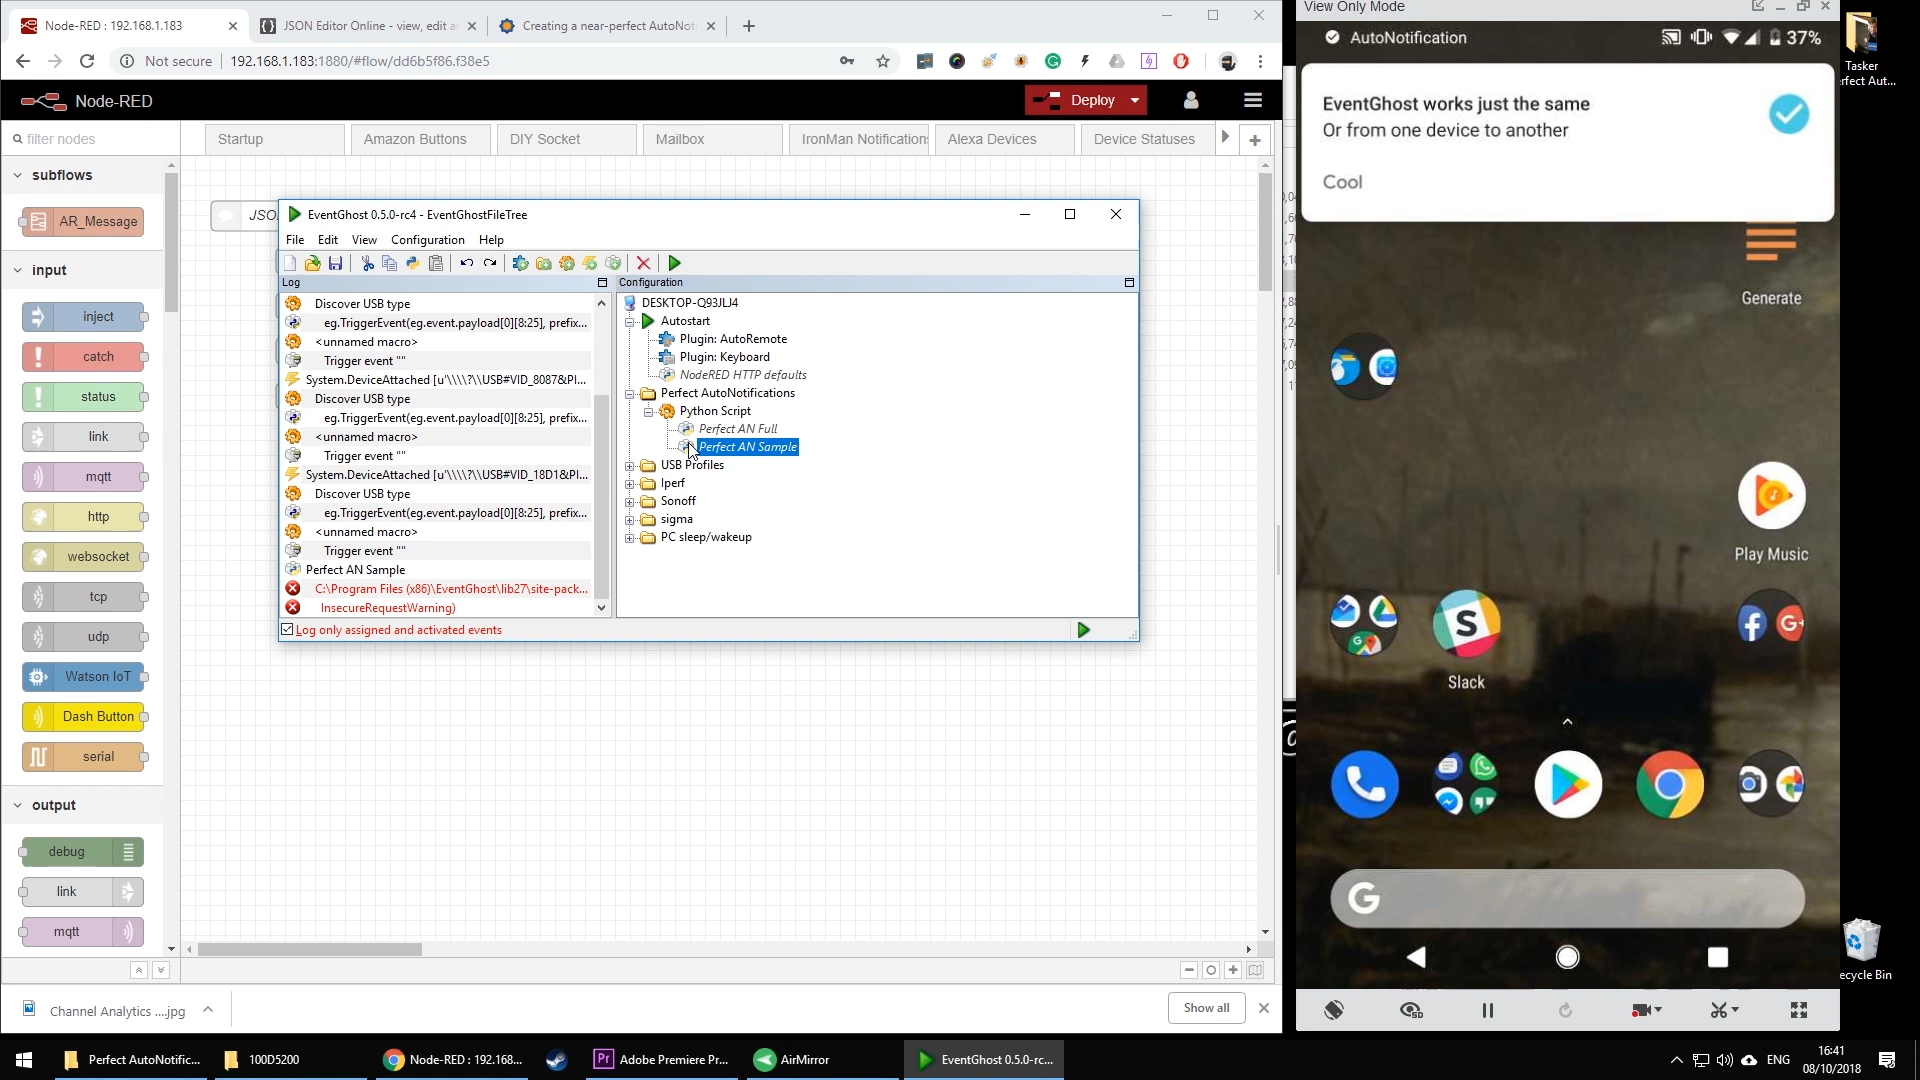 Node-RED : 192.168.1.183
JSON Editor Online - view, edit a
Creating a near-perfect AutoNot
Not secure
192.168.1.183:1880/#flow/dd6b5f86.f38e5
Node-RED
Deploy
filter nodes
Startup
Amazon Buttons
DIY Socket
Mailbox
IronMan Notification
Alexa Devices
Device Statuses
subflows
AR_Message
input
inject
catch
status
link
mqtt
http
websocket
tcp
udp
Watson IoT
Dash Button
serial
output
debug
link
mqtt
JSO
EventGhost 0.5.0-rc4 - EventGhostFileTree
File
Edit
View
Configuration
Help
Log
Discover USB type
eg.TriggerEvent(eg.event.payload[0][8:25], prefix...
<unnamed macro>
Trigger event ""
System.DeviceAttached [u'\\\\?\\USB#VID_8087&PI...
Discover USB type
eg.TriggerEvent(eg.event.payload[0][8:25], prefix...
<unnamed macro>
Trigger event ""
System.DeviceAttached [u'\\\\?\\USB#VID_18D1&PI...
Discover USB type
eg.TriggerEvent(eg.event.payload[0][8:25], prefix...
<unnamed macro>
Trigger event ""
Perfect AN Sample
C:\Program Files (x86)\EventGhost\lib27\site-pack...
InsecureRequestWarning)
Log only assigned and activated events
Configuration
DESKTOP-Q93JLJ4
Autostart
Plugin: AutoRemote
Plugin: Keyboard
NodeRED HTTP defaults
Perfect AutoNotifications
Python Script
Perfect AN Full
Perfect AN Sample
USB Profiles
Iperf
Sonoff
sigma
PC sleep/wakeup
Channel Analytics ....jpg
Show all
View Only Mode
AutoNotification
37%
EventGhost works just the same
Or from one device to another
Cool
Generate
Play Music
Slack
Tasker
rfect Aut...
ecycle Bin
Perfect AutoNotific...
100D5200
Node-RED : 192.168...
Adobe Premiere Pr...
AirMirror
EventGhost 0.5.0-rc...
ENG
16:41
08/10/2018